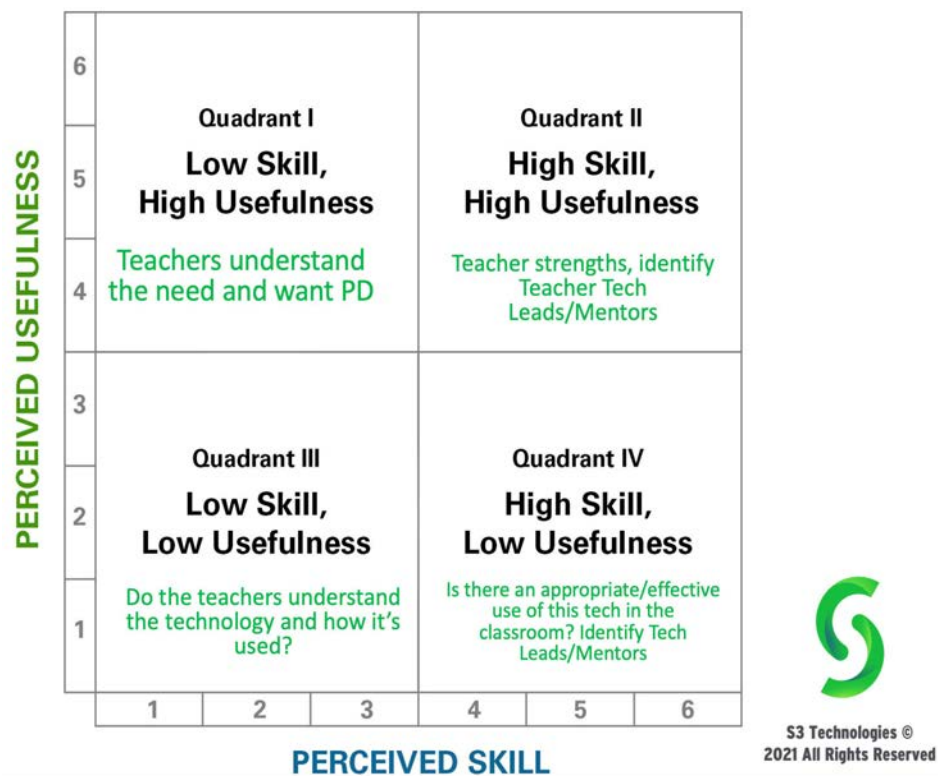 PERCEIVED USEFULNESS
6
5
4
3
2
1
Quadrant I
Low Skill,
High Usefulness
Teachers understand
the need and want PD
Quadrant II
High Skill,
High Usefulness
Teacher strengths, identify
Teacher Tech
Leads/Mentors
Quadrant III
Low Skill,
Low Usefulness
Do the teachers understand
the technology and how it's
used?
Quadrant IV
High Skill,
Low Usefulness
Is there an appropriate/effective
use of this tech in the
classroom? Identify Tech
Leads/Mentors
1 2 3 4 5 6
PERCEIVED SKILL
S3 Technologies ©
2021 All Rights Reserved